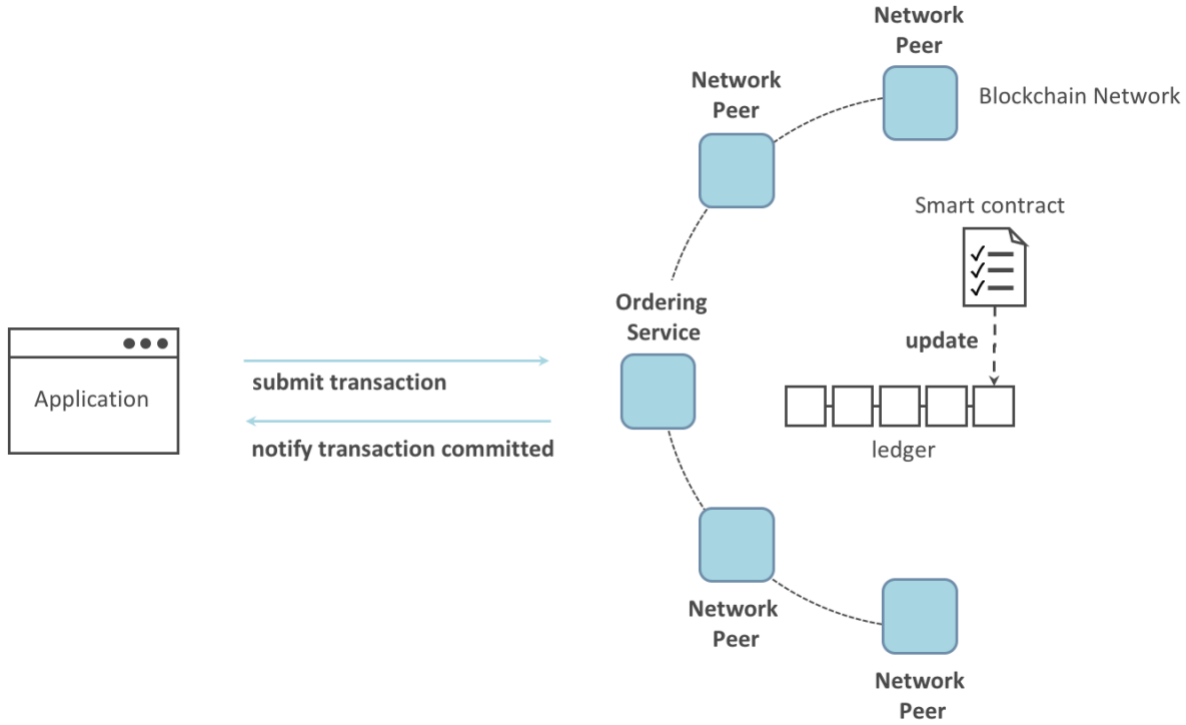 Network
Peer
Network
Peer
Blockchain Network
Smart contract
Ordering
Service
update
submit transaction
Application
notify transaction committed
ledger
Network
Peer
Network
Peer